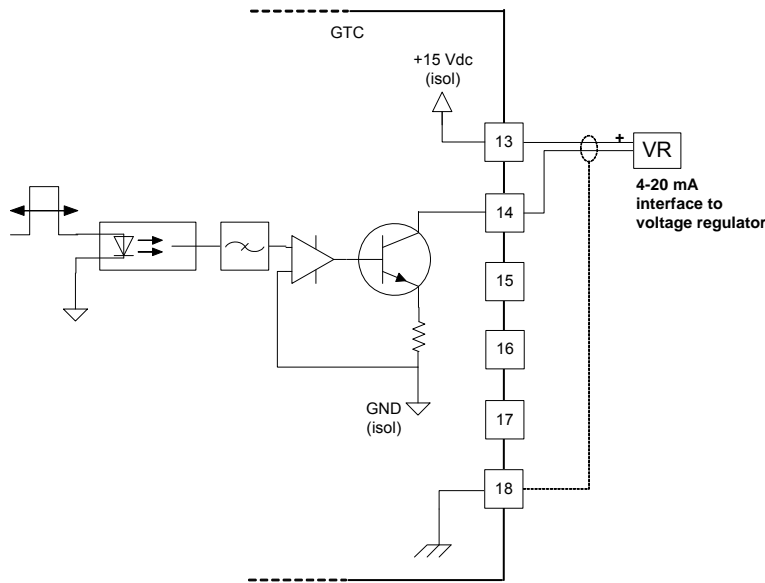 GTC
+15 Vdc
(isol)
13
+
VR
4-20 mA
interface to
voltage regulator
14
15
16
17
GND
(isol)
18